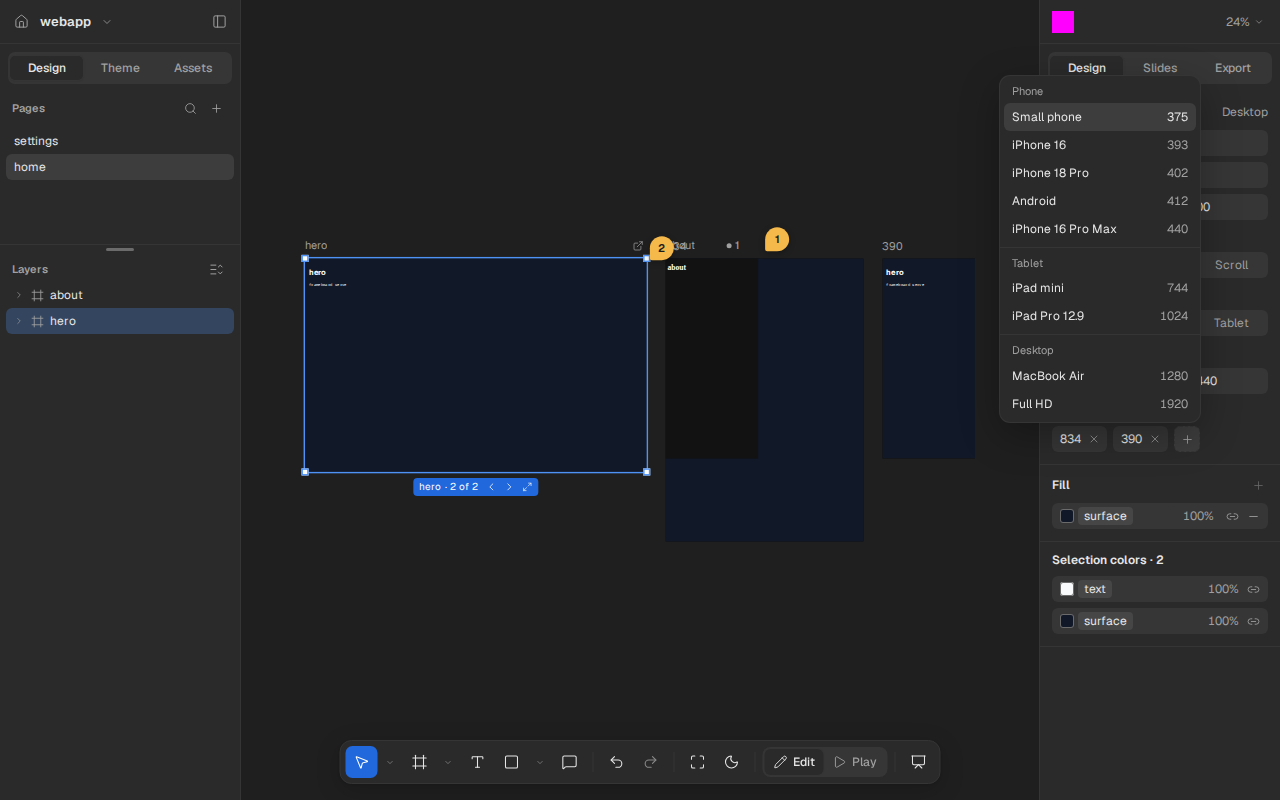 webapp
24%
Design
Theme
Assets
Design
Slides
Export
Pages
settings
home
Layers
about
hero
hero
2
1
1
390
hero
about
hero
hero · 2 of 2
Phone
Small phone 375
iPhone 16 393
iPhone 18 Pro 402
Android 412
iPhone 16 Pro Max 440
Tablet
iPad mini 744
iPad Pro 12.9 1024
Desktop
MacBook Air 1280
Full HD 1920
Desktop
Scroll
Tablet
834
390
Fill
surface 100%
Selection colors · 2
text 100%
surface 100%
Edit
Play